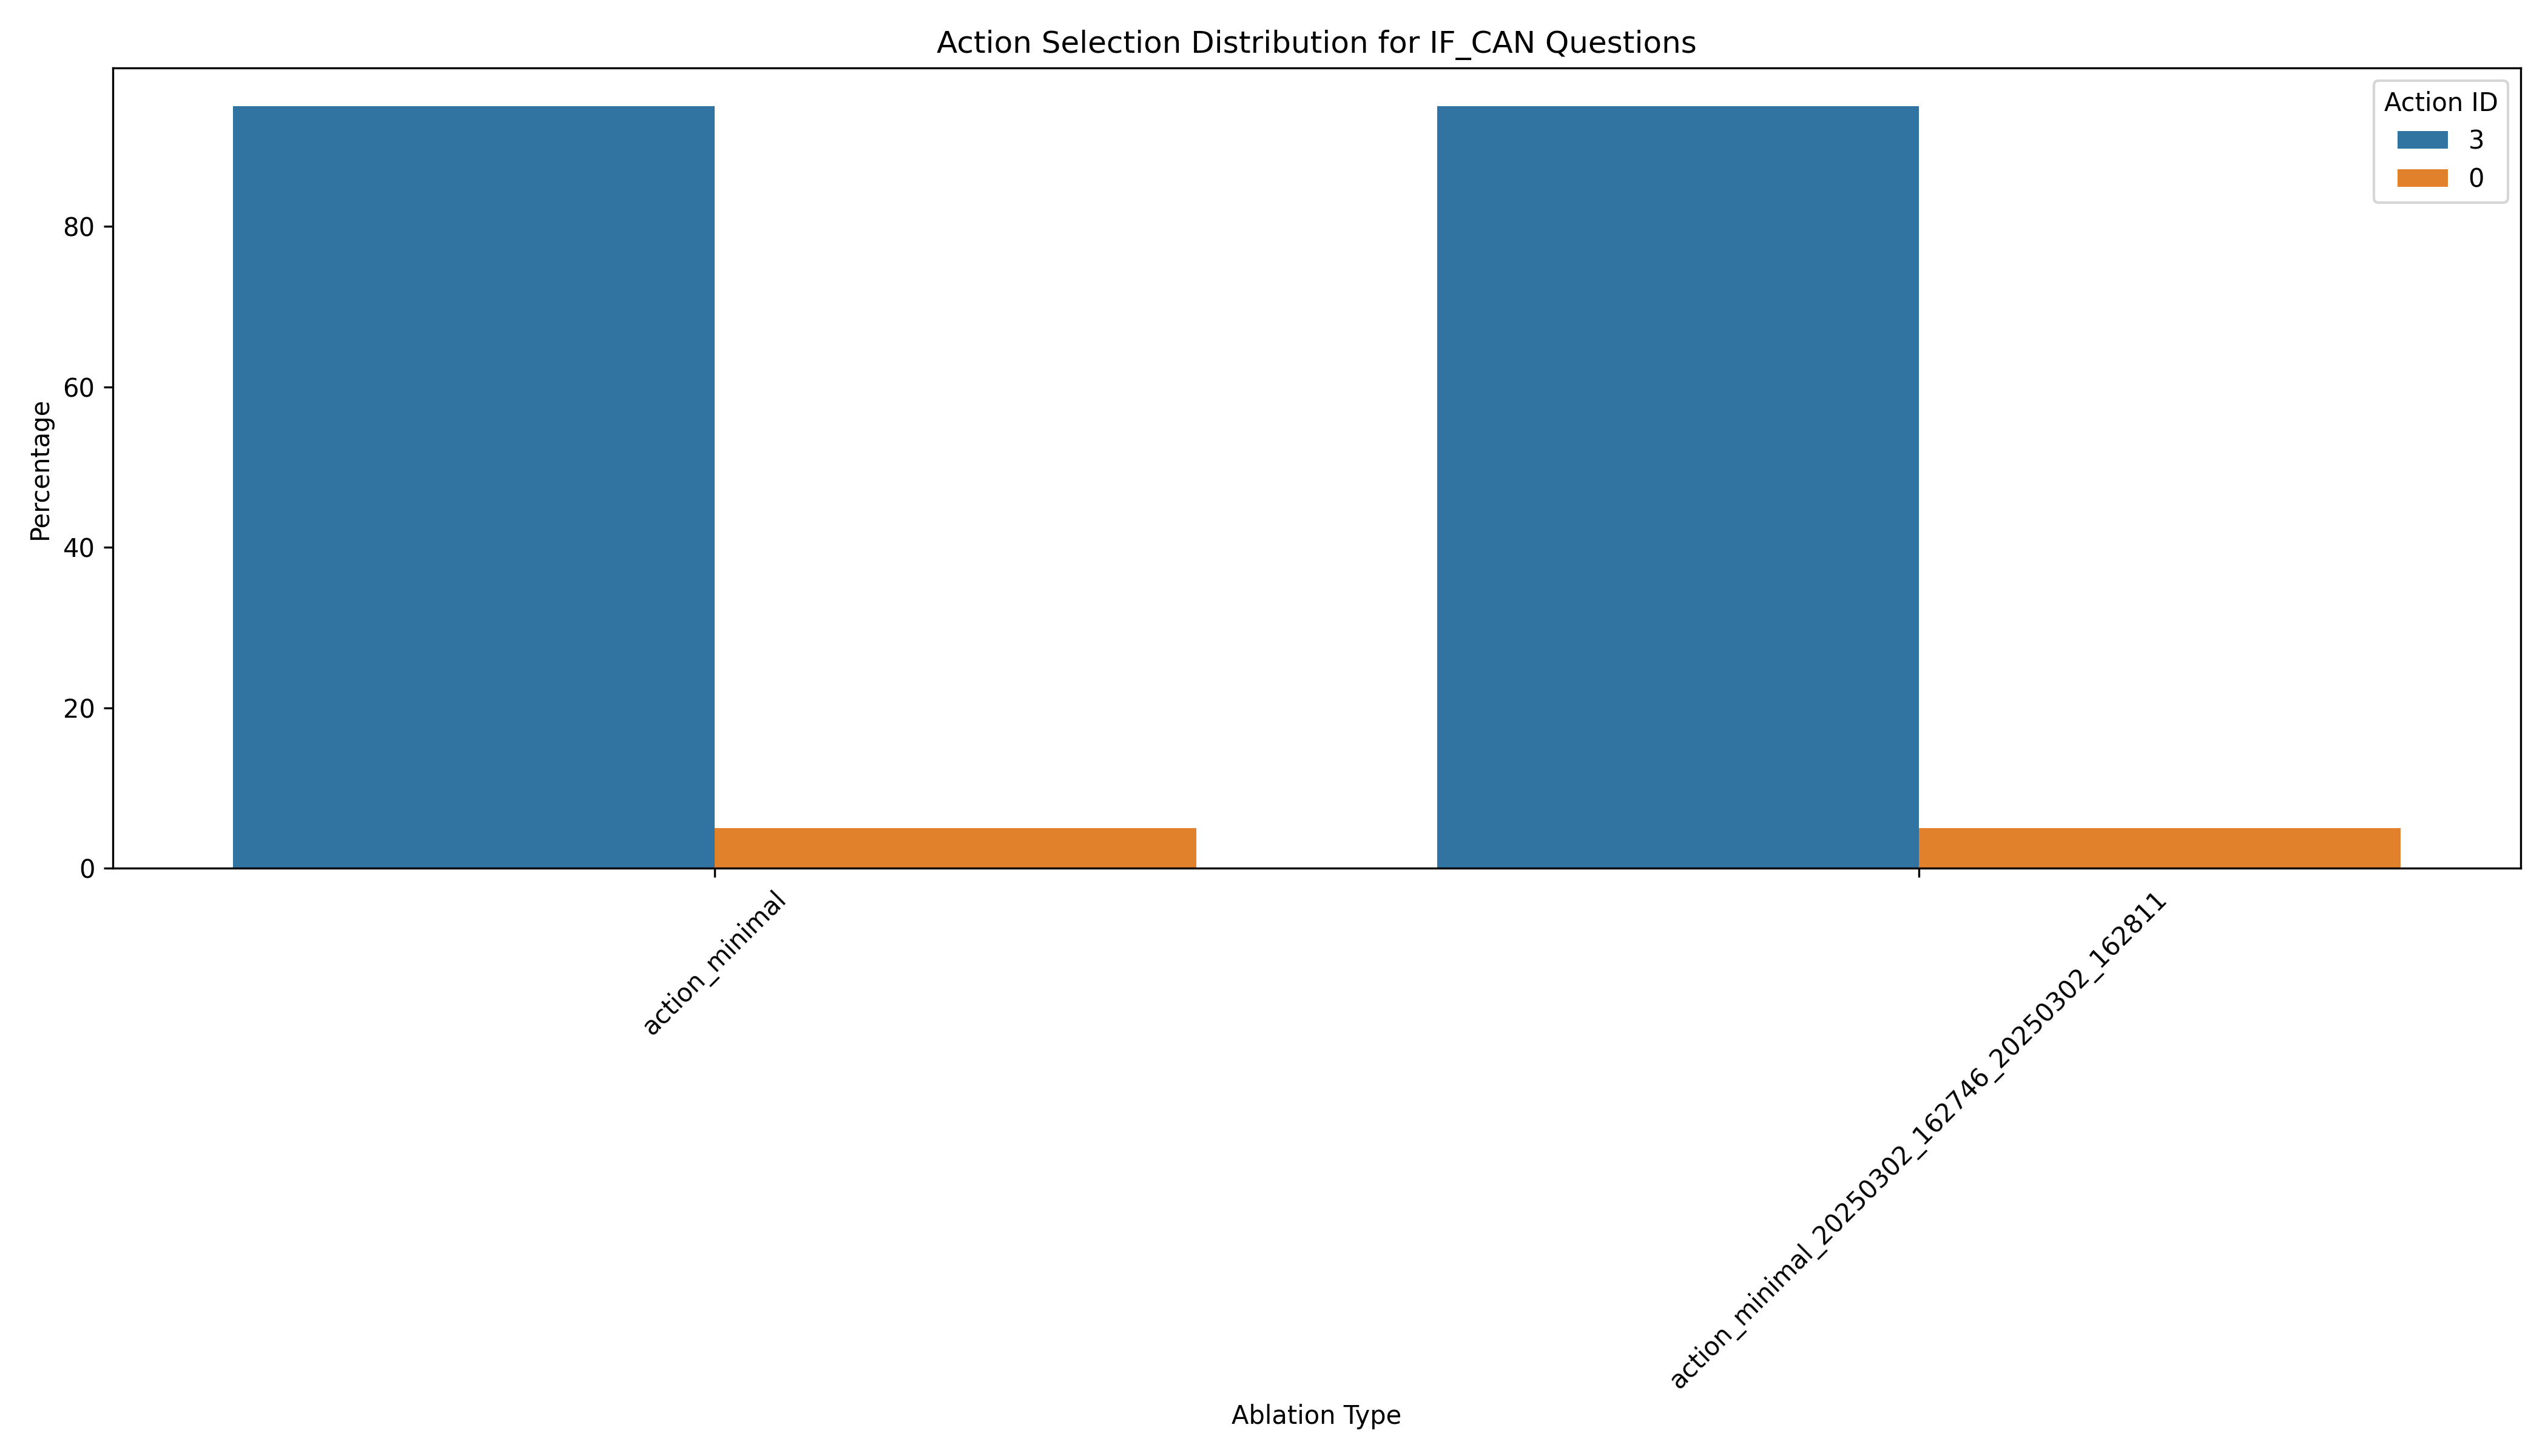 Action Selection Distribution for IF_CAN Questions
Action ID
3
0
Percentage
80
60
40
20
0
action_minimal
action_minimal_20250302_162746_20250302_162811
Ablation Type